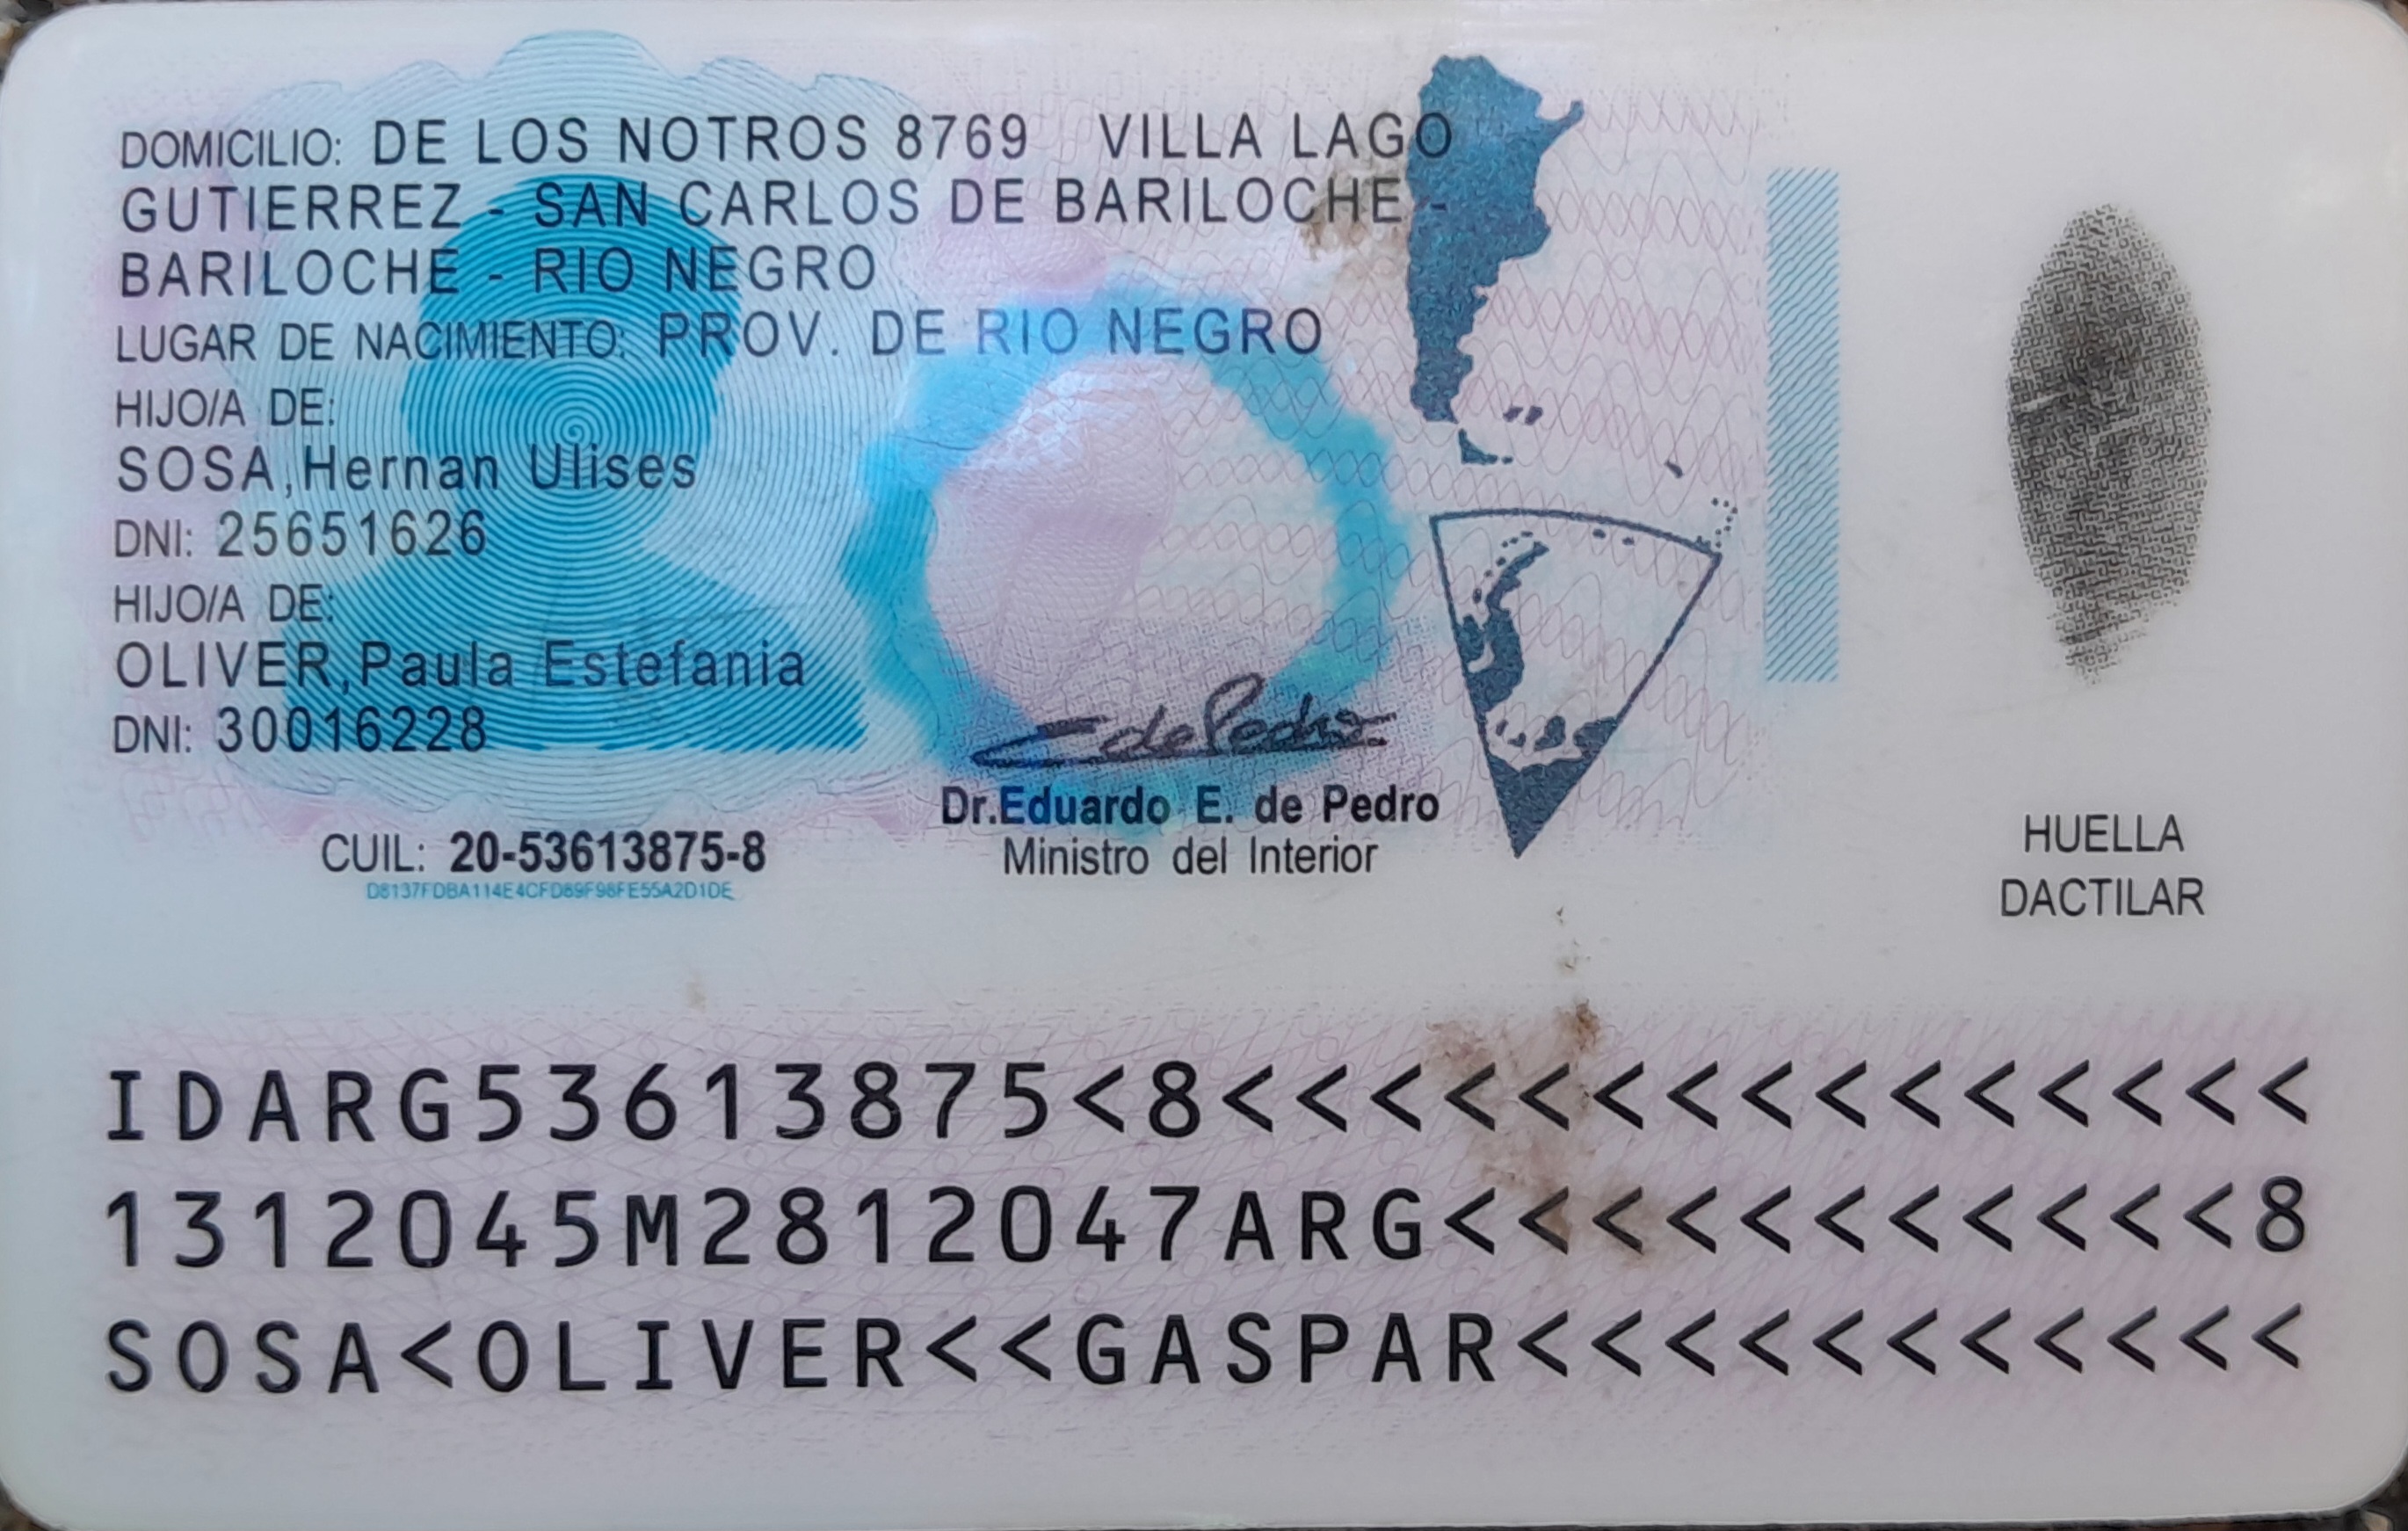 DOMICILIO: DE LOS NOTROS 8769 VILLA LAGO
GUTIERREZ - SAN CARLOS DE BARILOCHE -
BARILOCHE - RIO NEGRO
LUGAR DE NACIMIENTO: PROV. DE RIO NEGRO
HIJO/A DE:
SOSA,Hernan Ulises
DNI: 25651626
HIJO/A DE:
OLIVER,Paula Estefania
DNI: 30016228
CUIL: 20-53613875-8
D8137FDBA114E4CFD89F98FE55A2D1DE
E de Pedro
Dr.Eduardo E. de Pedro
Ministro del Interior
HUELLA
DACTILAR
IDARG53613875<8<<<<<<<<<<<<<<<
1312045M2812047ARG<<<<<<<<<<<8
SOSA<OLIVER<<GASPAR<<<<<<<<<<<